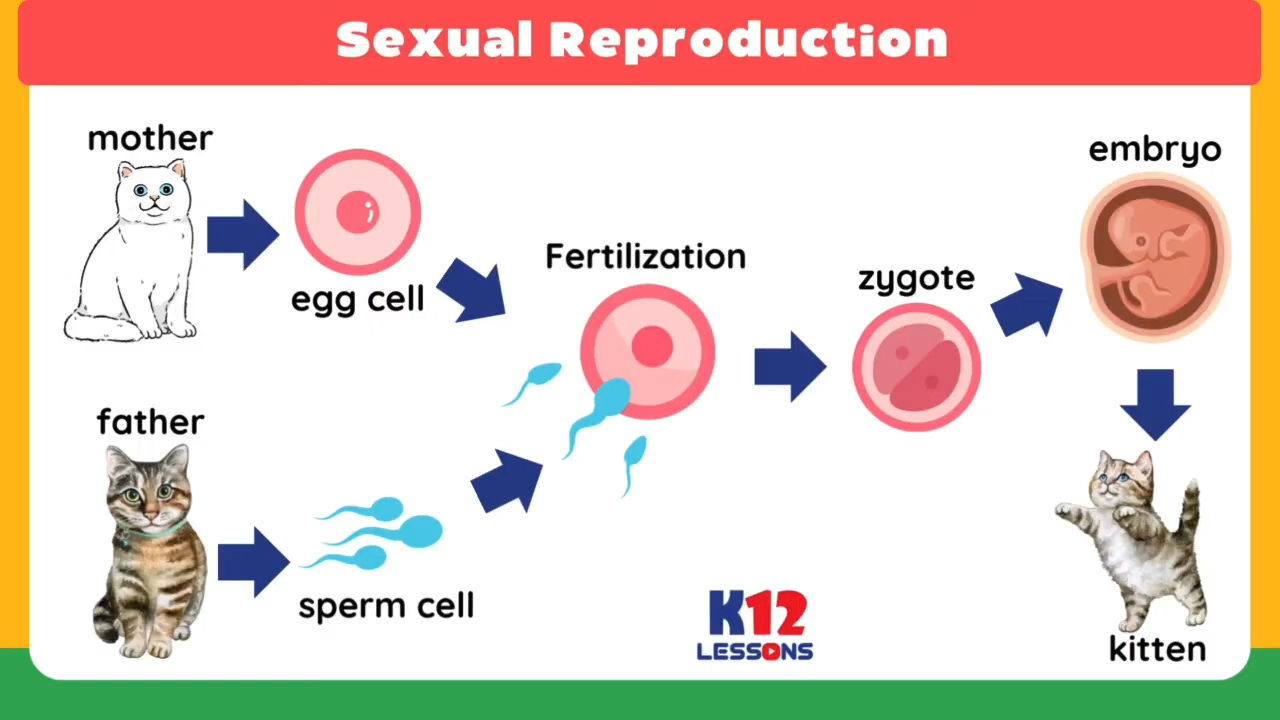 Sexual Reproduction
mother
egg cell
Fertilization
zygote
embryo
father
sperm cell
kitten
K12
LESSONS